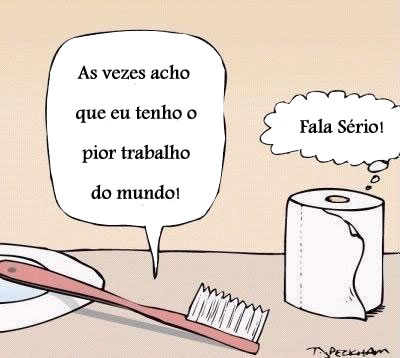 As vezes acho
que eu tenho o
pior trabalho
do mundo!
Fala Sério!
T. PECKHAM